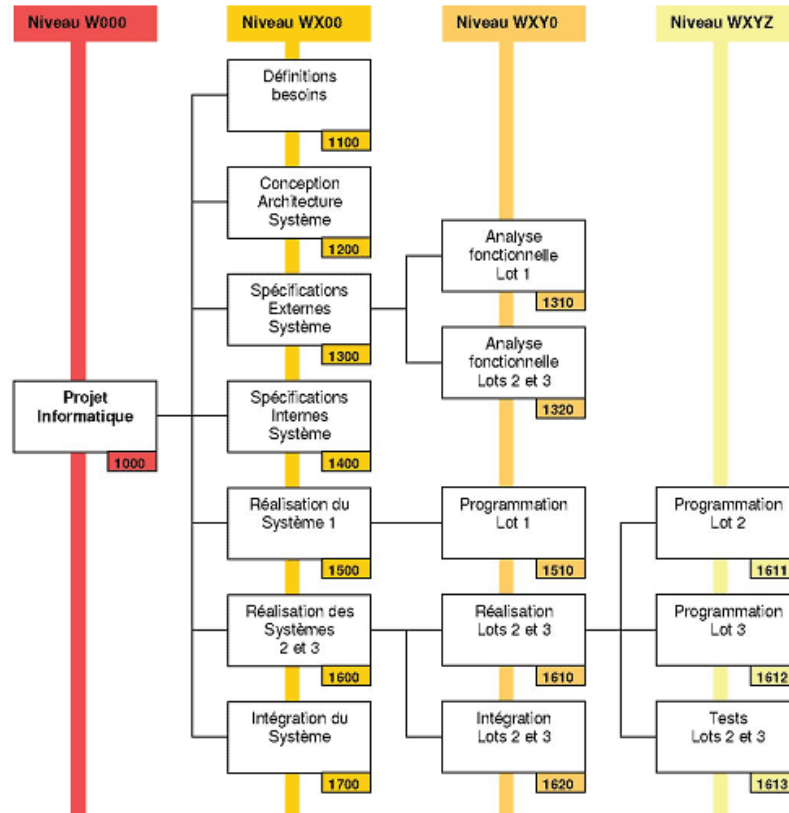 Niveau W000
Niveau WX00
Niveau WXY0
Niveau WXYZ
Projet
Informatique
1000
Définitions
besoins
1100
Conception
Architecture
Système
1200
Spécifications
Externes
Système
1300
Spécifications
Internes
Système
1400
Réalisation du
Système 1
1500
Réalisation des
Systèmes
2 et 3
1600
Intégration du
Système
1700
Analyse
fonctionnelle
Lot 1
1310
Analyse
fonctionnelle
Lots 2 et 3
1320
Programmation
Lot 1
1510
Réalisation
Lots 2 et 3
1610
Intégration
Lots 2 et 3
1620
Programmation
Lot 2
1611
Programmation
Lot 3
1612
Tests
Lots 2 et 3
1613